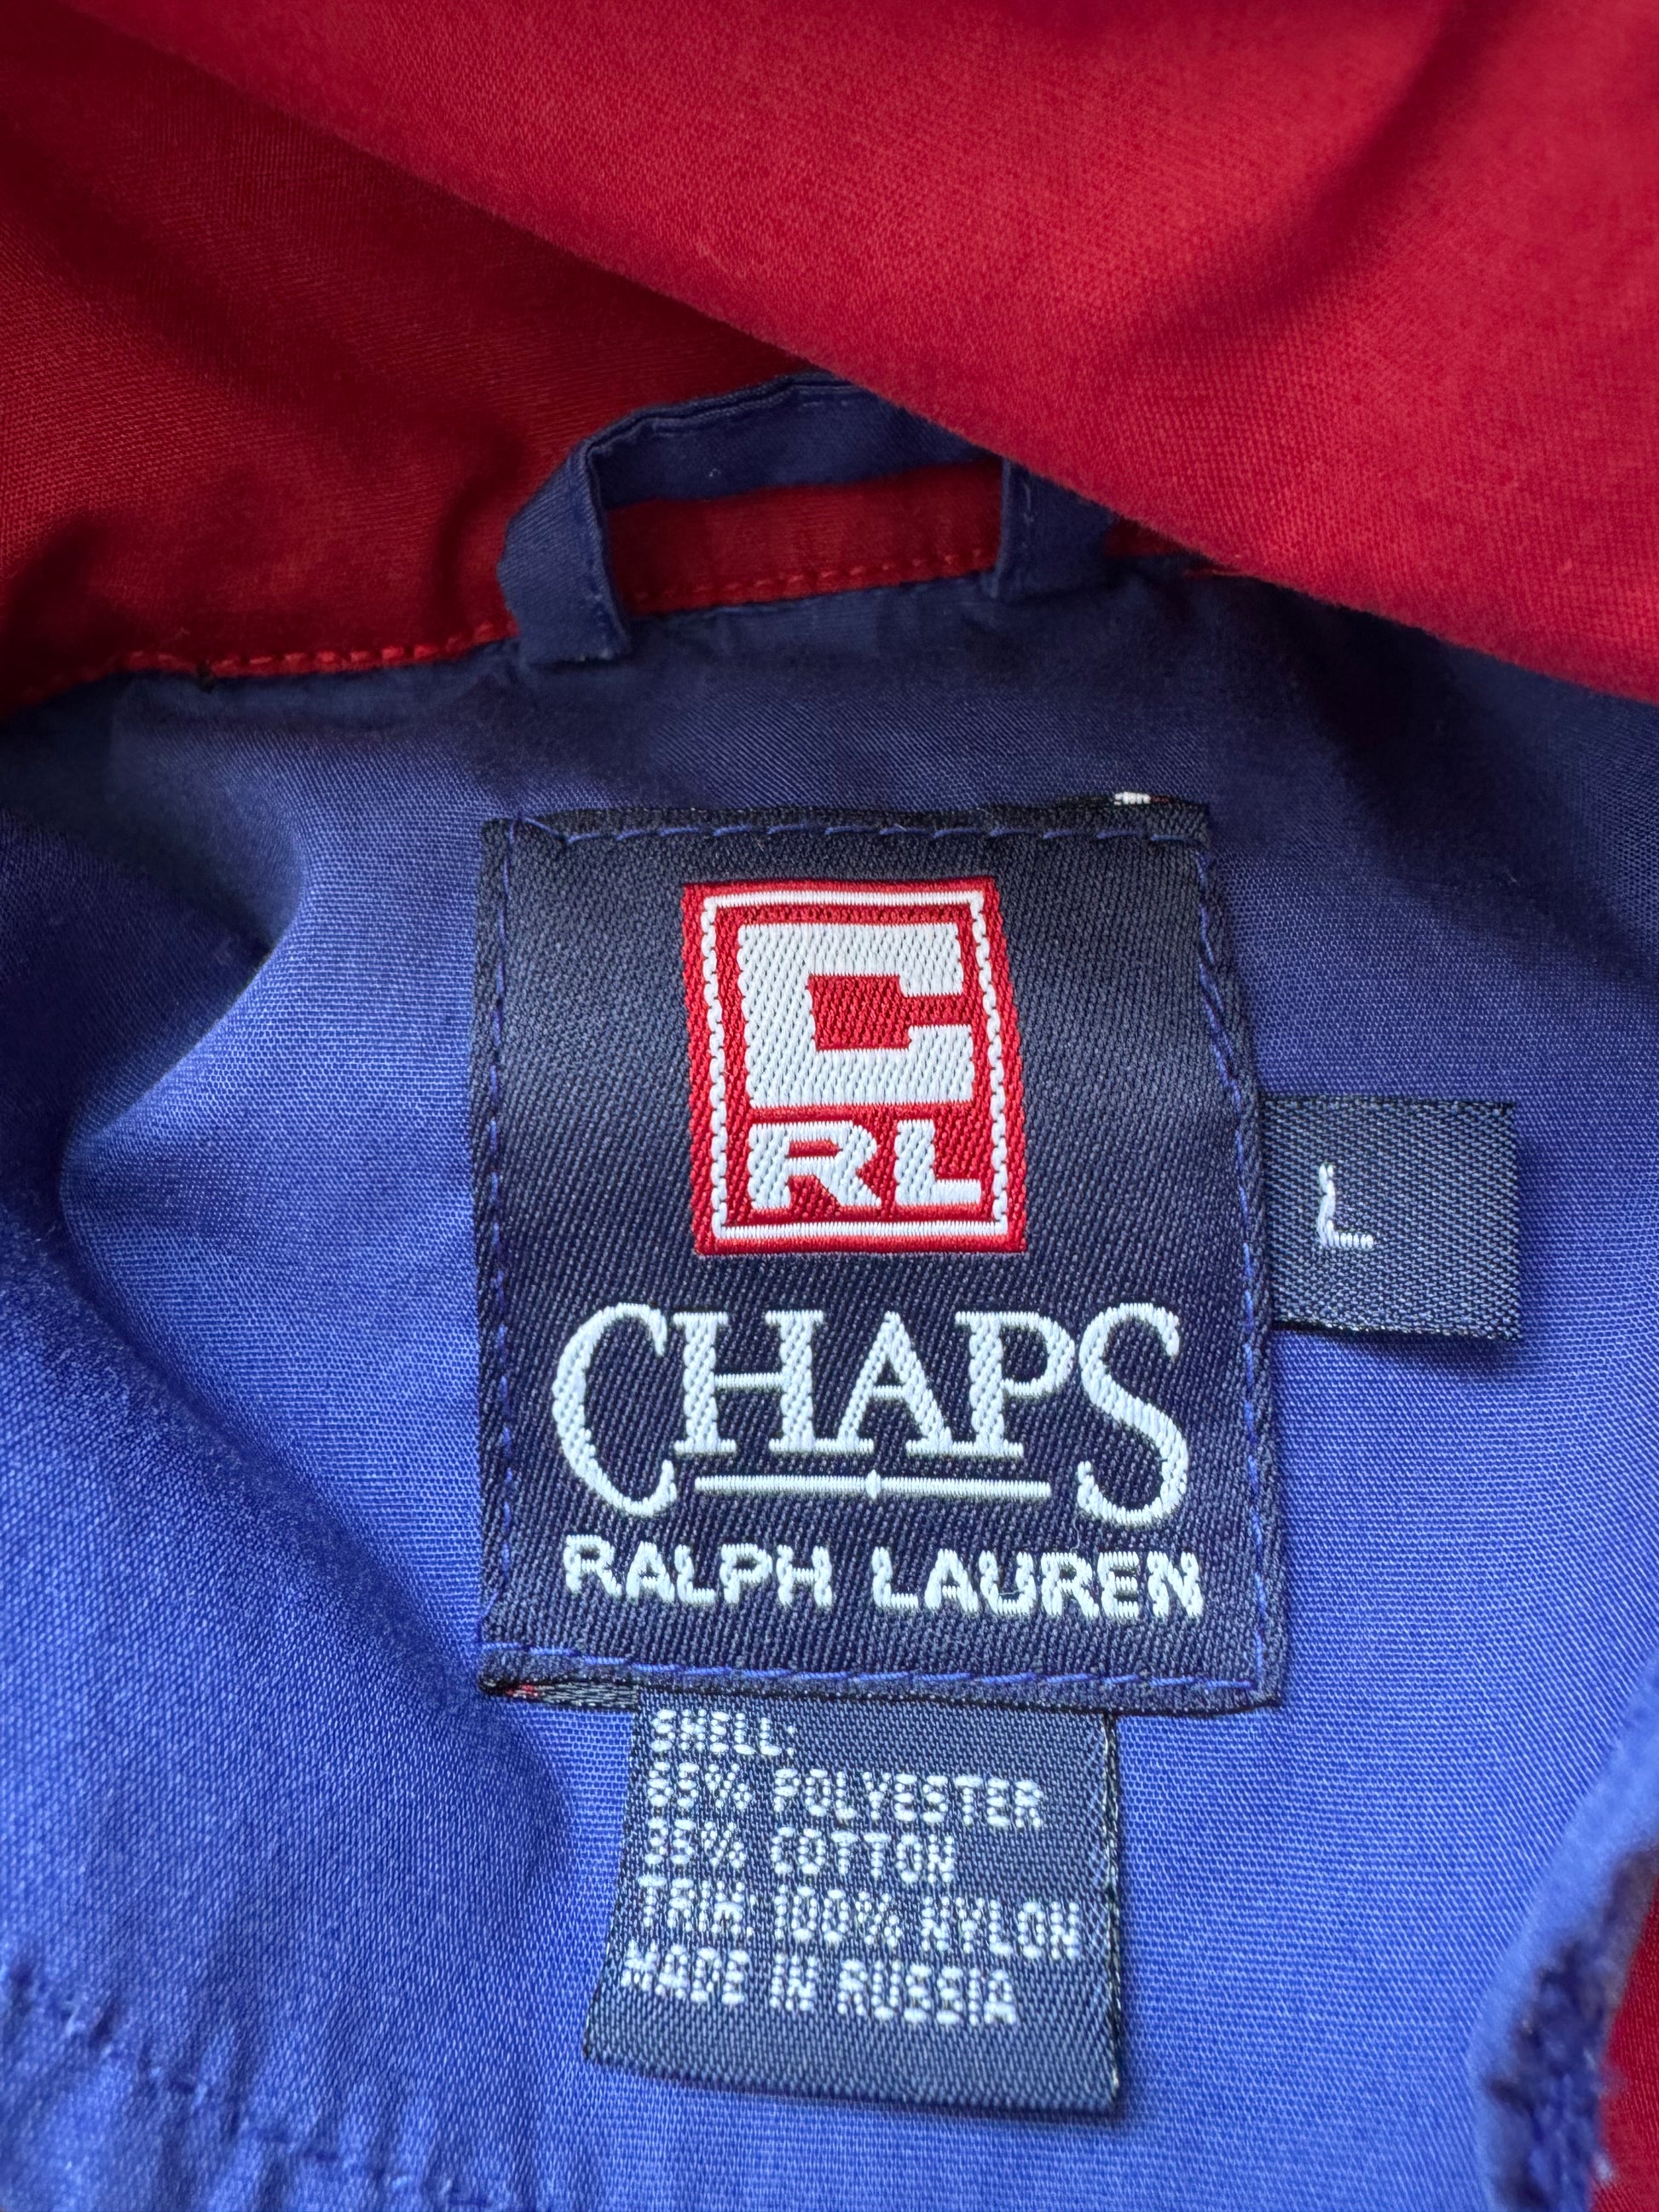 C
RL
CHAPS
RALPH LAUREN
L
SHELL:
65% POLYESTER
35% COTTON
TRIM: 100% NYLON
MADE IN RUSSIA